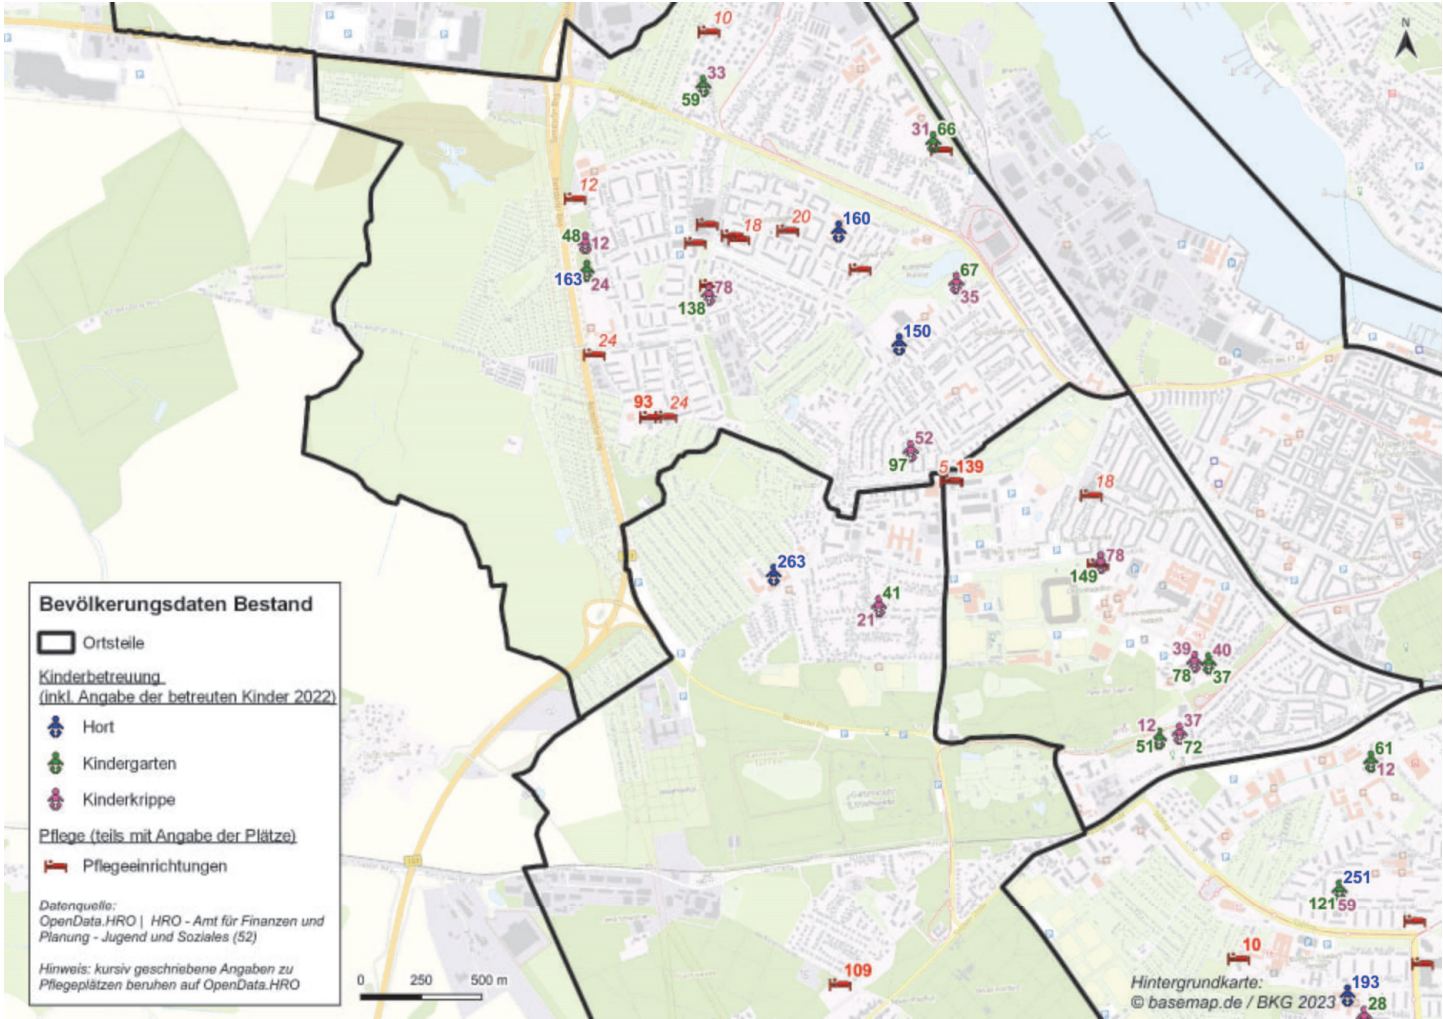 N
10
33
59
31 66
12
160
20
18
48 12
163 24
67
35
78
138
150
24
93 24
52
97
5 139
18
78
149
263
41
21
39 40
78 37
12 37
51 72
61
12
251
121 59
10
109
193
28
Bevölkerungsdaten Bestand
Ortsteile
Kinderbetreuung
(inkl. Angabe der betreuten Kinder 2022)
Hort
Kindergarten
Kinderkrippe
Pflege (teils mit Angabe der Plätze)
Pflegeeinrichtungen
Datenquelle:
OpenData.HRO | HRO - Amt für Finanzen und
Planung - Jugend und Soziales (52)
Hinweis: kursiv geschriebene Angaben zu
Pflegeplätzen beruhen auf OpenData.HRO
0 250 500 m
Hintergrundkarte:
© basemap.de / BKG 2023